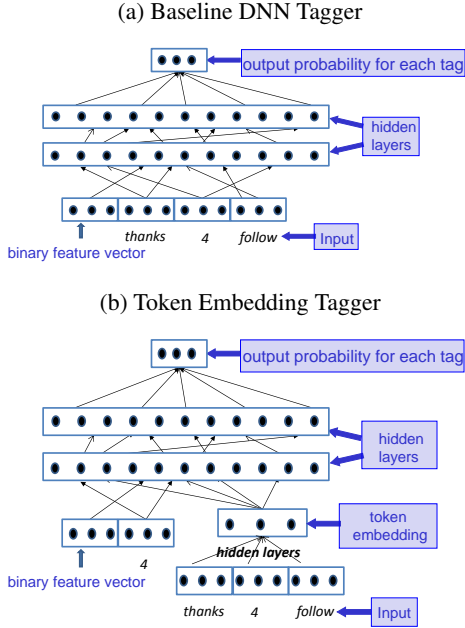 (a) Baseline DNN Tagger
output probability for each tag
hidden
layers
thanks 4 follow
Input
binary feature vector
(b) Token Embedding Tagger
output probability for each tag
hidden
layers
token
embedding
hidden layers
4
binary feature vector
thanks 4 follow
Input